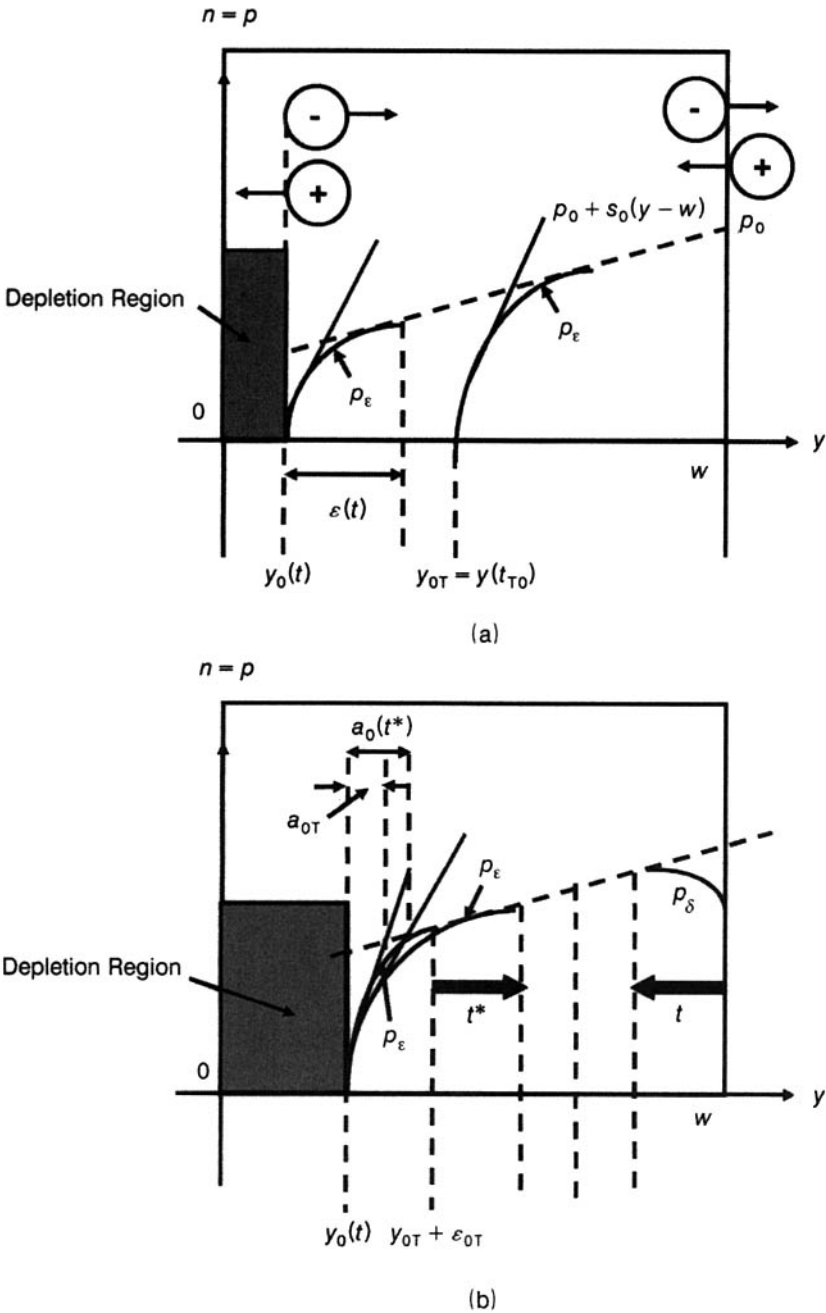 n = p
- -
+ +
p₀ + s₀(y − w)
p₀
Depletion Region
pε pε
0
y
w
ε(t)
y₀(t) y₀T = y(tT0)
(a)
n = p
a₀(t*)
a₀T
pε
pδ
Depletion Region
t* t
pε
0
y
w
y₀(t) y₀T + ε₀T
(b)